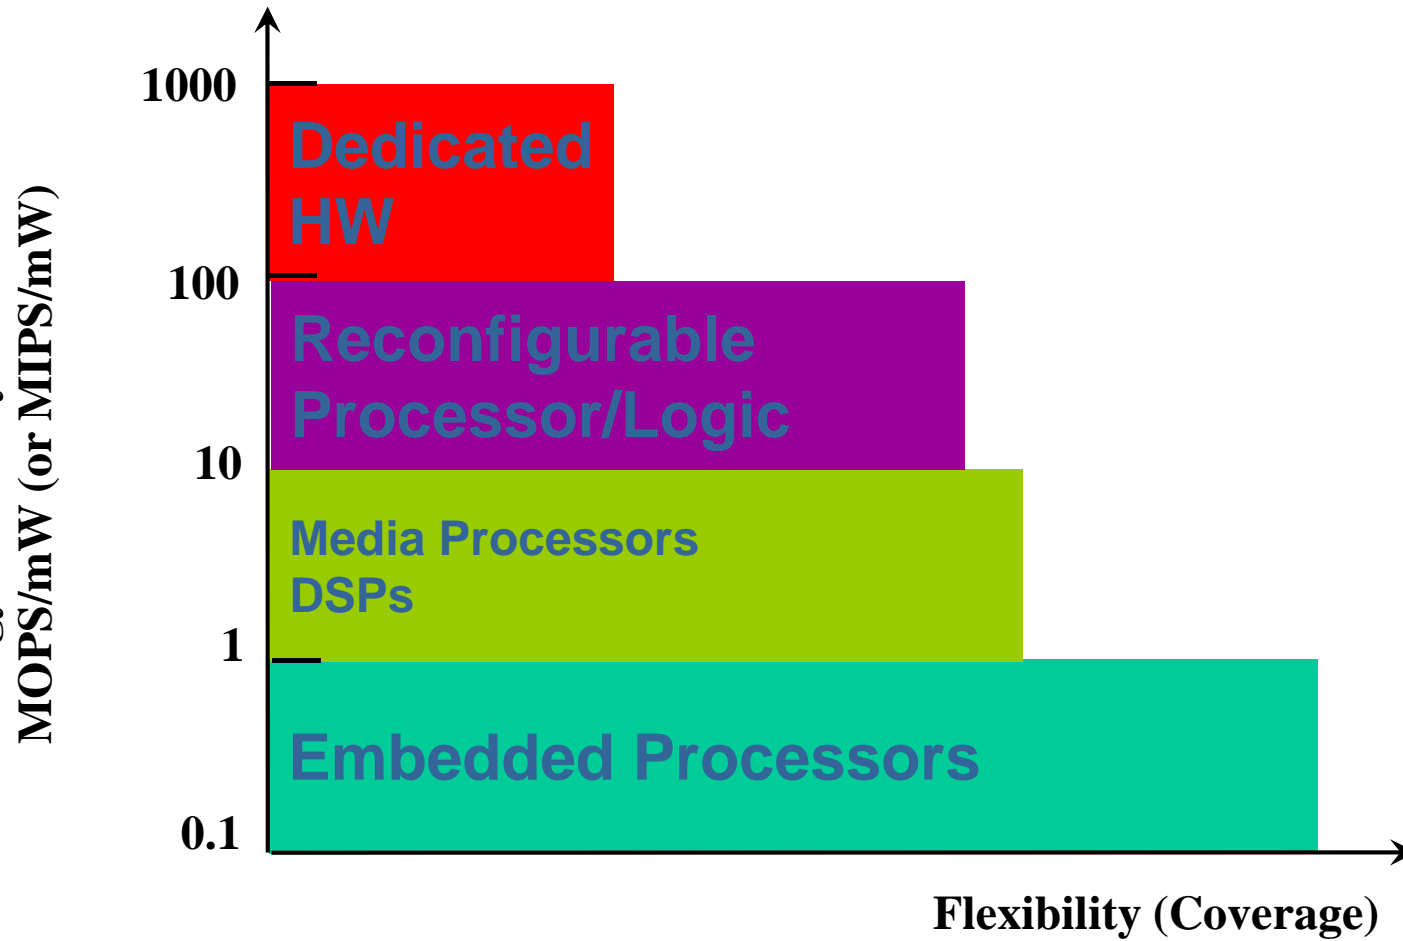 1000
Dedicated
HW
100
Reconfigurable
Processor/Logic
10
Media Processors
DSPs
1
Embedded Processors
0.1
MOPS/mW (or MIPS/mW)
Flexibility (Coverage)